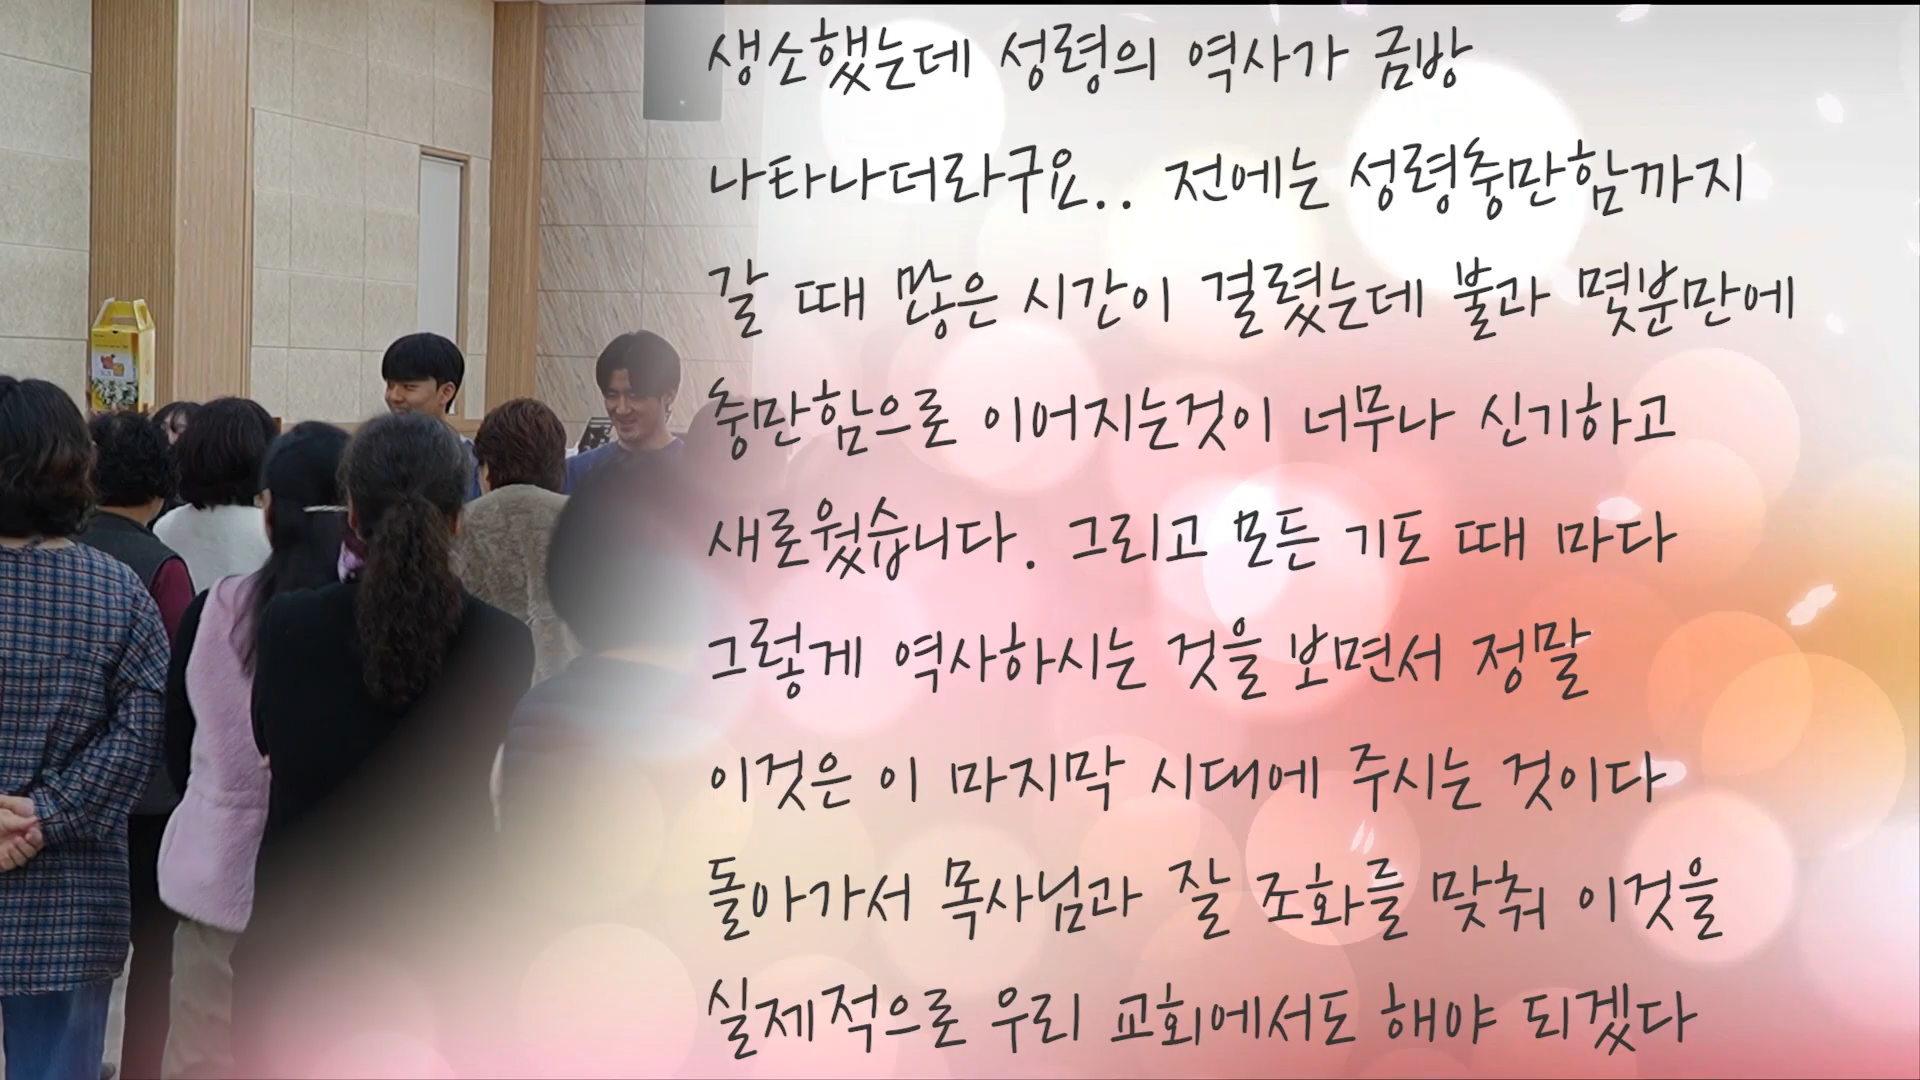 생소했는데 성령의 역사가 금방
나타나더라구요.. 전에는 성령충만함까지
갈 때 많은 시간이 걸렸는데 불과 몇분만에
충만함으로 이어지는것이 너무나 신기하고
새로웠습니다. 그리고 모든 기도 때 마다
그렇게 역사하시는 것을 보면서 정말
이것은 이 마지막 시대에 주시는 것이다
돌아가서 목사님과 잘 조화를 맞춰 이것을
실제적으로 우리 교회에서도 해야 되겠다